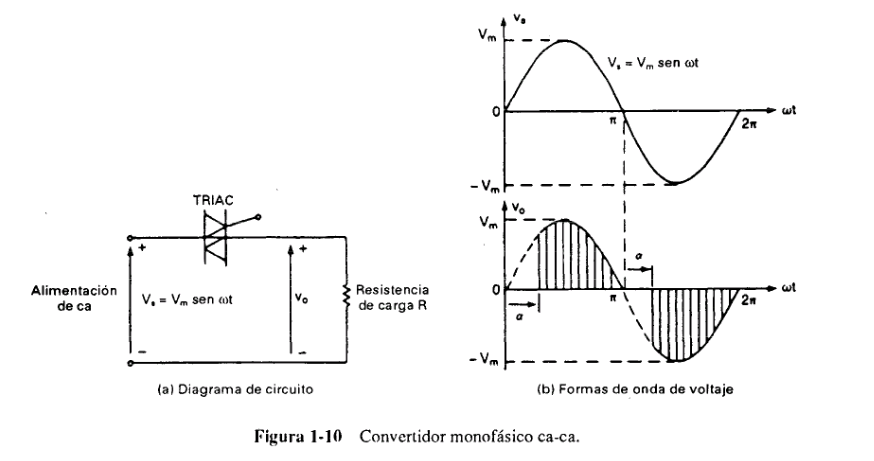 TRIAC
+
+
Alimentación
de ca
Vₛ = Vₘ sen ωt
v₀
Resistencia
de carga R
−
−
(a) Diagrama de circuito
vₛ
Vₘ
Vₛ = Vₘ sen ωt
0
π
2π
ωt
−Vₘ
v₀
Vₘ
α
0
π
2π
ωt
α
−Vₘ
(b) Formas de onda de voltaje
Figura 1-10 Convertidor monofásico ca-ca.